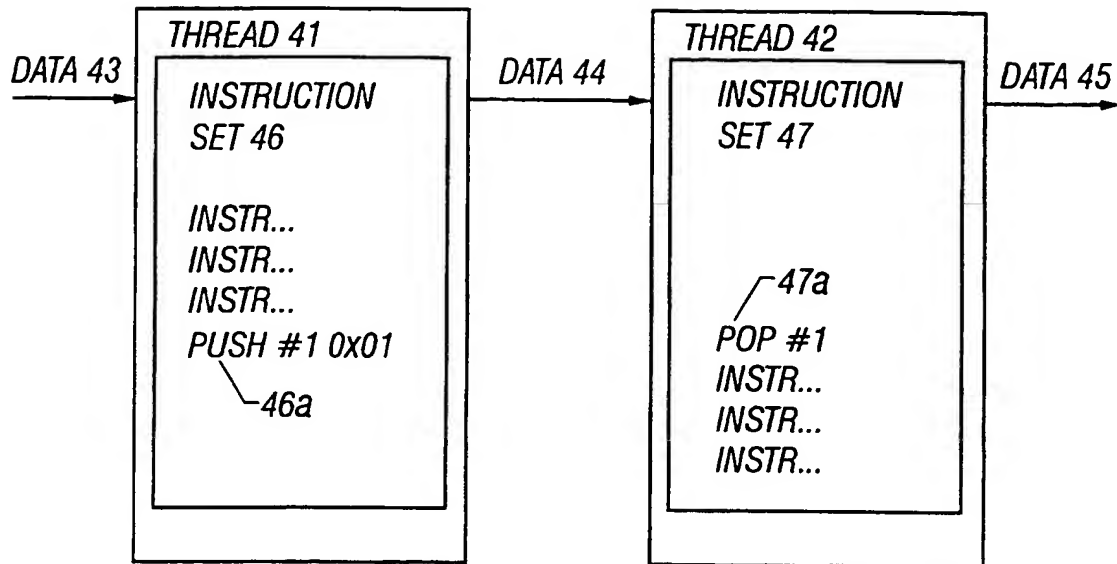 DATA 43
THREAD 41
INSTRUCTION
SET 46
INSTR...
INSTR...
INSTR...
PUSH #1 0x01
46a
DATA 44
THREAD 42
INSTRUCTION
SET 47
47a
POP #1
INSTR...
INSTR...
INSTR...
DATA 45